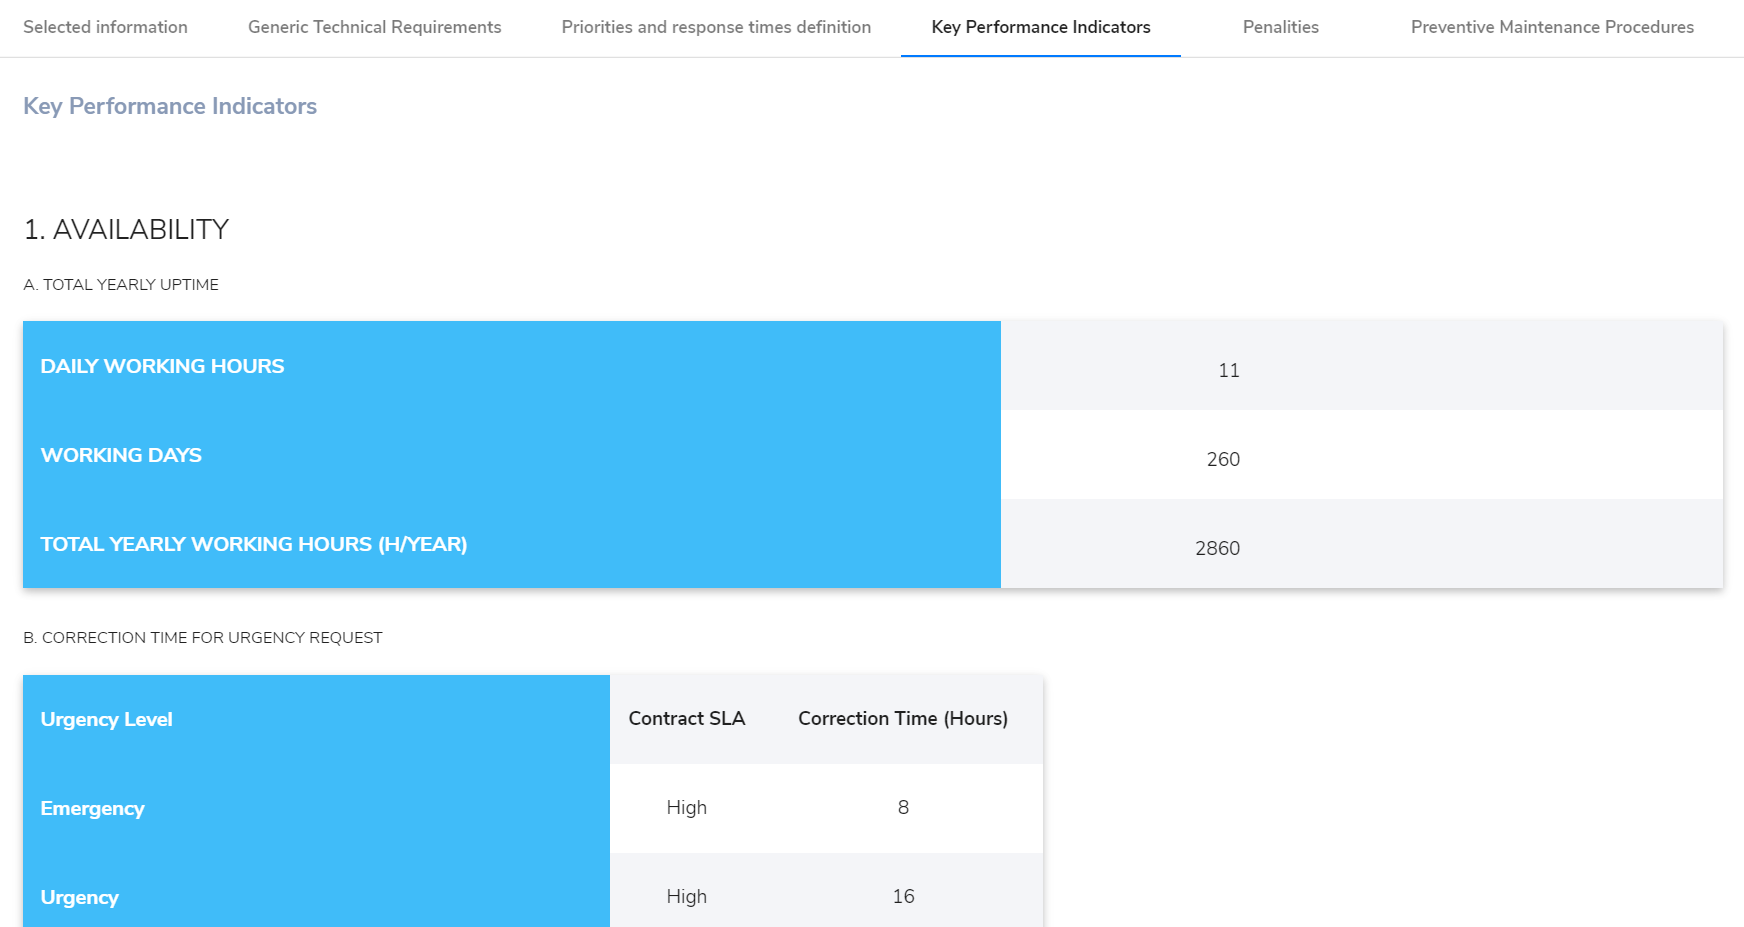 Selected information Generic Technical Requirements Priorities and response times definition Key Performance Indicators Penalities Preventive Maintenance Procedures
Key Performance Indicators
1. AVAILABILITY
A. TOTAL YEARLY UPTIME
DAILY WORKING HOURS 11
WORKING DAYS 260
TOTAL YEARLY WORKING HOURS (H/YEAR) 2860
B. CORRECTION TIME FOR URGENCY REQUEST
Urgency Level Contract SLA Correction Time (Hours)
Emergency High 8
Urgency High 16